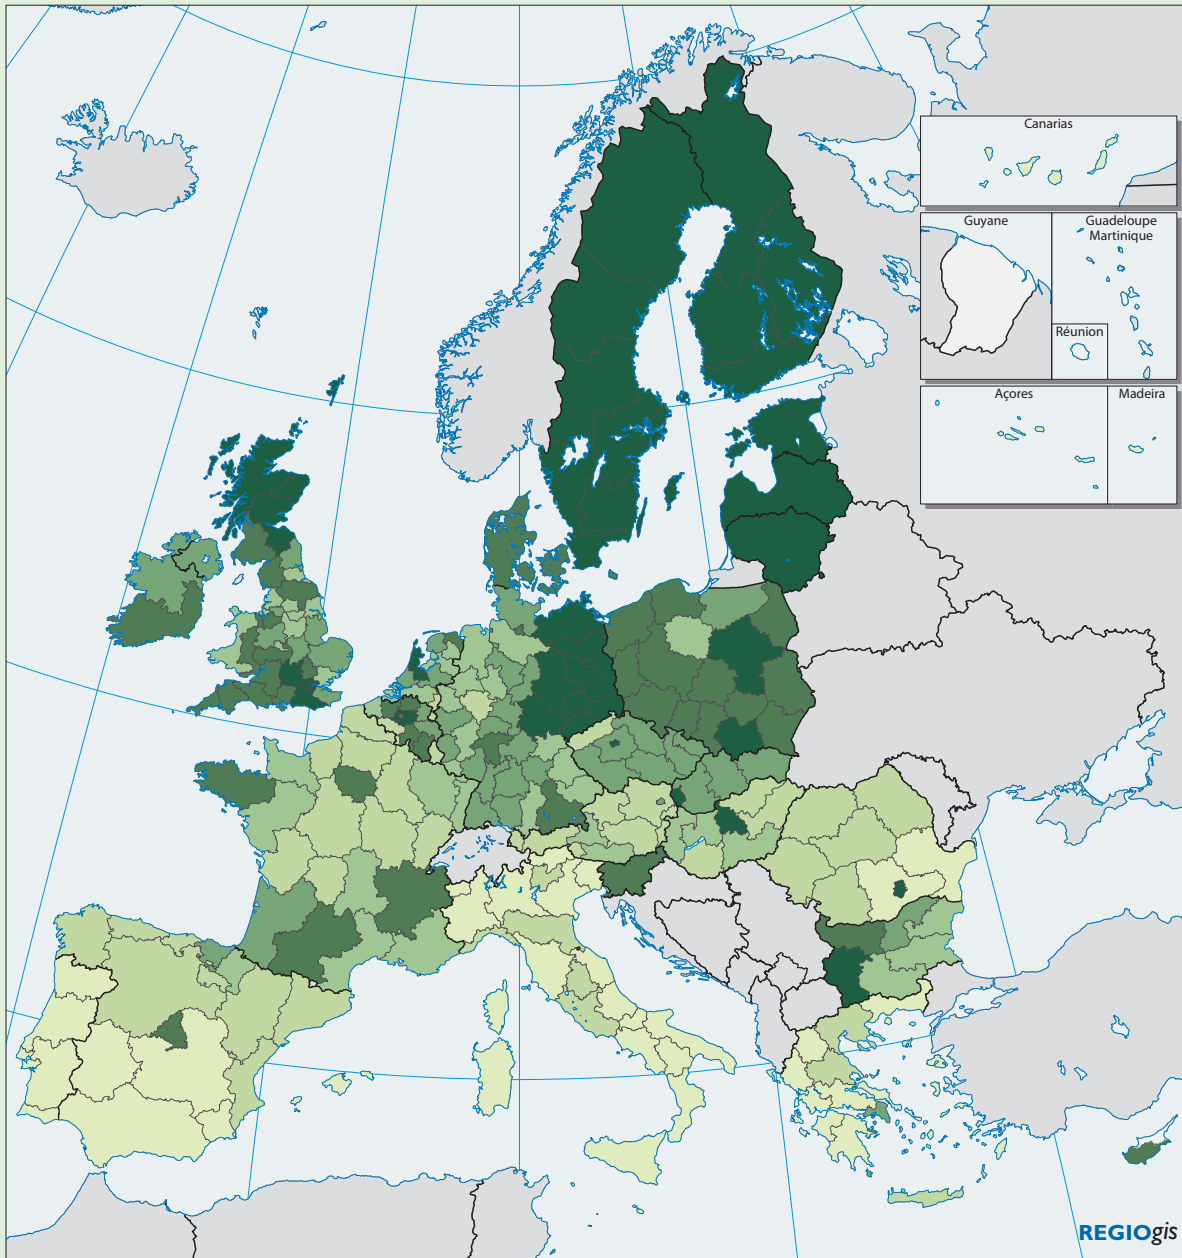 Canarias
Guyane
Guadeloupe
Martinique
Réunion
Açores
Madeira
REGIOgis